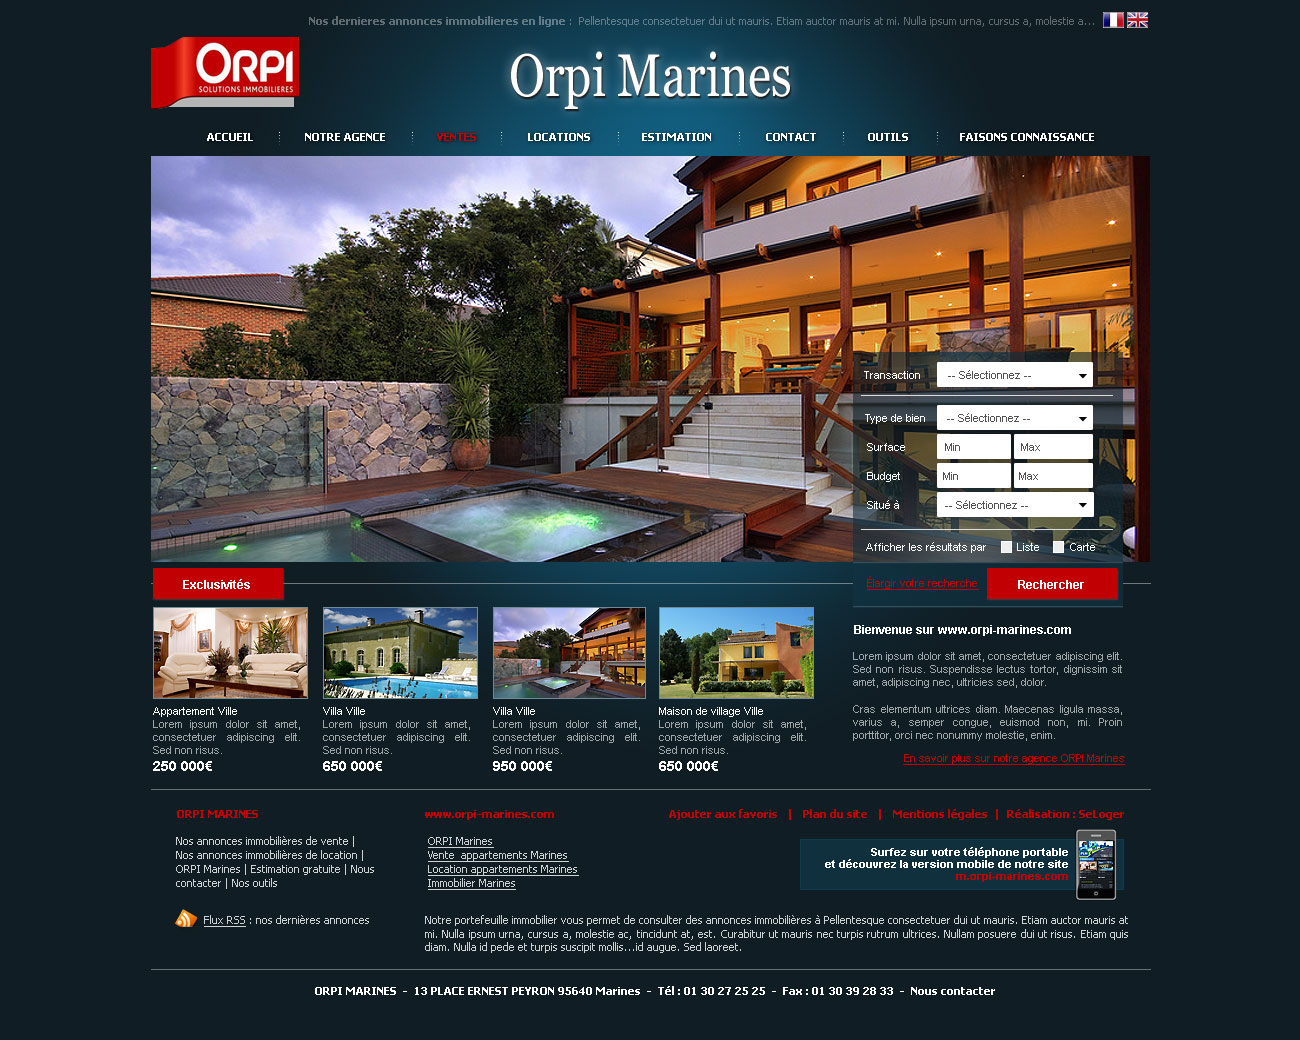 Nos dernieres annonces immobilieres en ligne : Pellentesque consectetuer dui ut mauris. Etiam auctor mauris at mi. Nulla ipsum urna, cursus a, molestie a...
ORPI
SOLUTIONS IMMOBILIERES
Orpi Marines
ACCUEIL
NOTRE AGENCE
VENTES
LOCATIONS
ESTIMATION
CONTACT
OUTILS
FAISONS CONNAISSANCE
Transaction -- Sélectionnez --
Type de bien -- Sélectionnez --
Surface Min Max
Budget Min Max
Situé à -- Sélectionnez --
Afficher les résultats par Liste Carte
Élargir votre recherche Rechercher
Exclusivités
Appartement Ville
Lorem ipsum dolor sit amet,
consectetuer adipiscing elit.
Sed non risus.
250 000€
Villa Ville
Lorem ipsum dolor sit amet,
consectetuer adipiscing elit.
Sed non risus.
650 000€
Villa Ville
Lorem ipsum dolor sit amet,
consectetuer adipiscing elit.
Sed non risus.
950 000€
Maison de village Ville
Lorem ipsum dolor sit amet,
consectetuer adipiscing elit.
Sed non risus.
650 000€
Bienvenue sur www.orpi-marines.com
Lorem ipsum dolor sit amet, consectetuer adipiscing elit.
Sed non risus. Suspendisse lectus tortor, dignissim sit
amet, adipiscing nec, ultricies sed, dolor.
Cras elementum ultrices diam. Maecenas ligula massa,
varius a, semper congue, euismod non, mi. Proin
porttitor, orci nec nonummy molestie, enim.
En savoir plus sur notre agence ORPI Marines
ORPI MARINES
Nos annonces immobilières de vente |
Nos annonces immobilières de location |
ORPI Marines | Estimation gratuite | Nous
contacter | Nos outils
Flux RSS : nos dernières annonces
www.orpi-marines.com
ORPI Marines
Vente appartements Marines
Location appartements Marines
Immobilier Marines
Ajouter aux favoris | Plan du site | Mentions légales | Réalisation : SeLoger
Surfez sur votre téléphone portable
et découvrez la version mobile de notre site
m.orpi-marines.com
Notre portefeuille immobilier vous permet de consulter des annonces immobilières à Pellentesque consectetuer dui ut mauris. Etiam auctor mauris at
mi. Nulla ipsum urna, cursus a, molestie ac, tincidunt at, est. Curabitur ut mauris nec turpis rutrum ultrices. Nullam posuere dui ut risus. Etiam quis
diam. Nulla id pede et turpis suscipit mollis...id augue. Sed laoreet.
ORPI MARINES - 13 PLACE ERNEST PEYRON 95640 Marines - Tél : 01 30 27 25 25 - Fax : 01 30 39 28 33 - Nous contacter